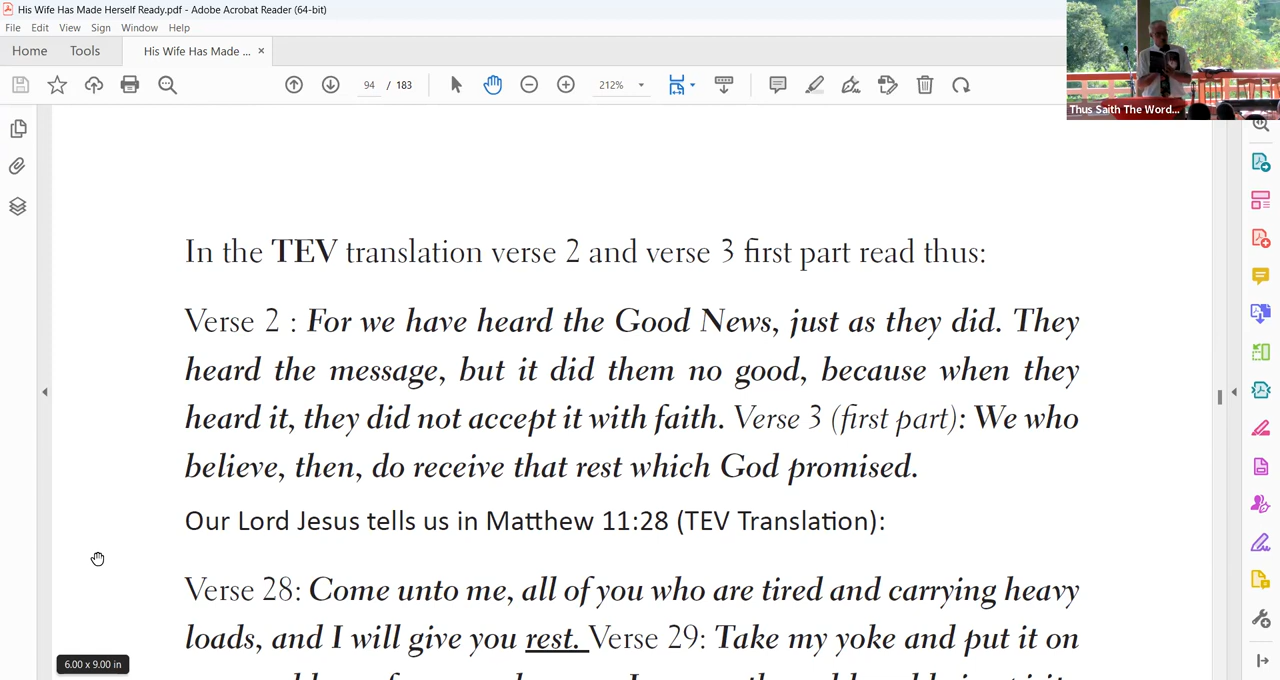 His Wife Has Made Herself Ready.pdf - Adobe Acrobat Reader (64-bit)
File Edit View Sign Window Help
Home Tools His Wife Has Made ... ×
94 / 183 212%
Thus Saith The Word...
In the TEV translation verse 2 and verse 3 first part read thus:
Verse 2 : For we have heard the Good News, just as they did. They
heard the message, but it did them no good, because when they
heard it, they did not accept it with faith. Verse 3 (first part): We who
believe, then, do receive that rest which God promised.
Our Lord Jesus tells us in Matthew 11:28 (TEV Translation):
Verse 28: Come unto me, all of you who are tired and carrying heavy
loads, and I will give you rest. Verse 29: Take my yoke and put it on
6.00 x 9.00 in